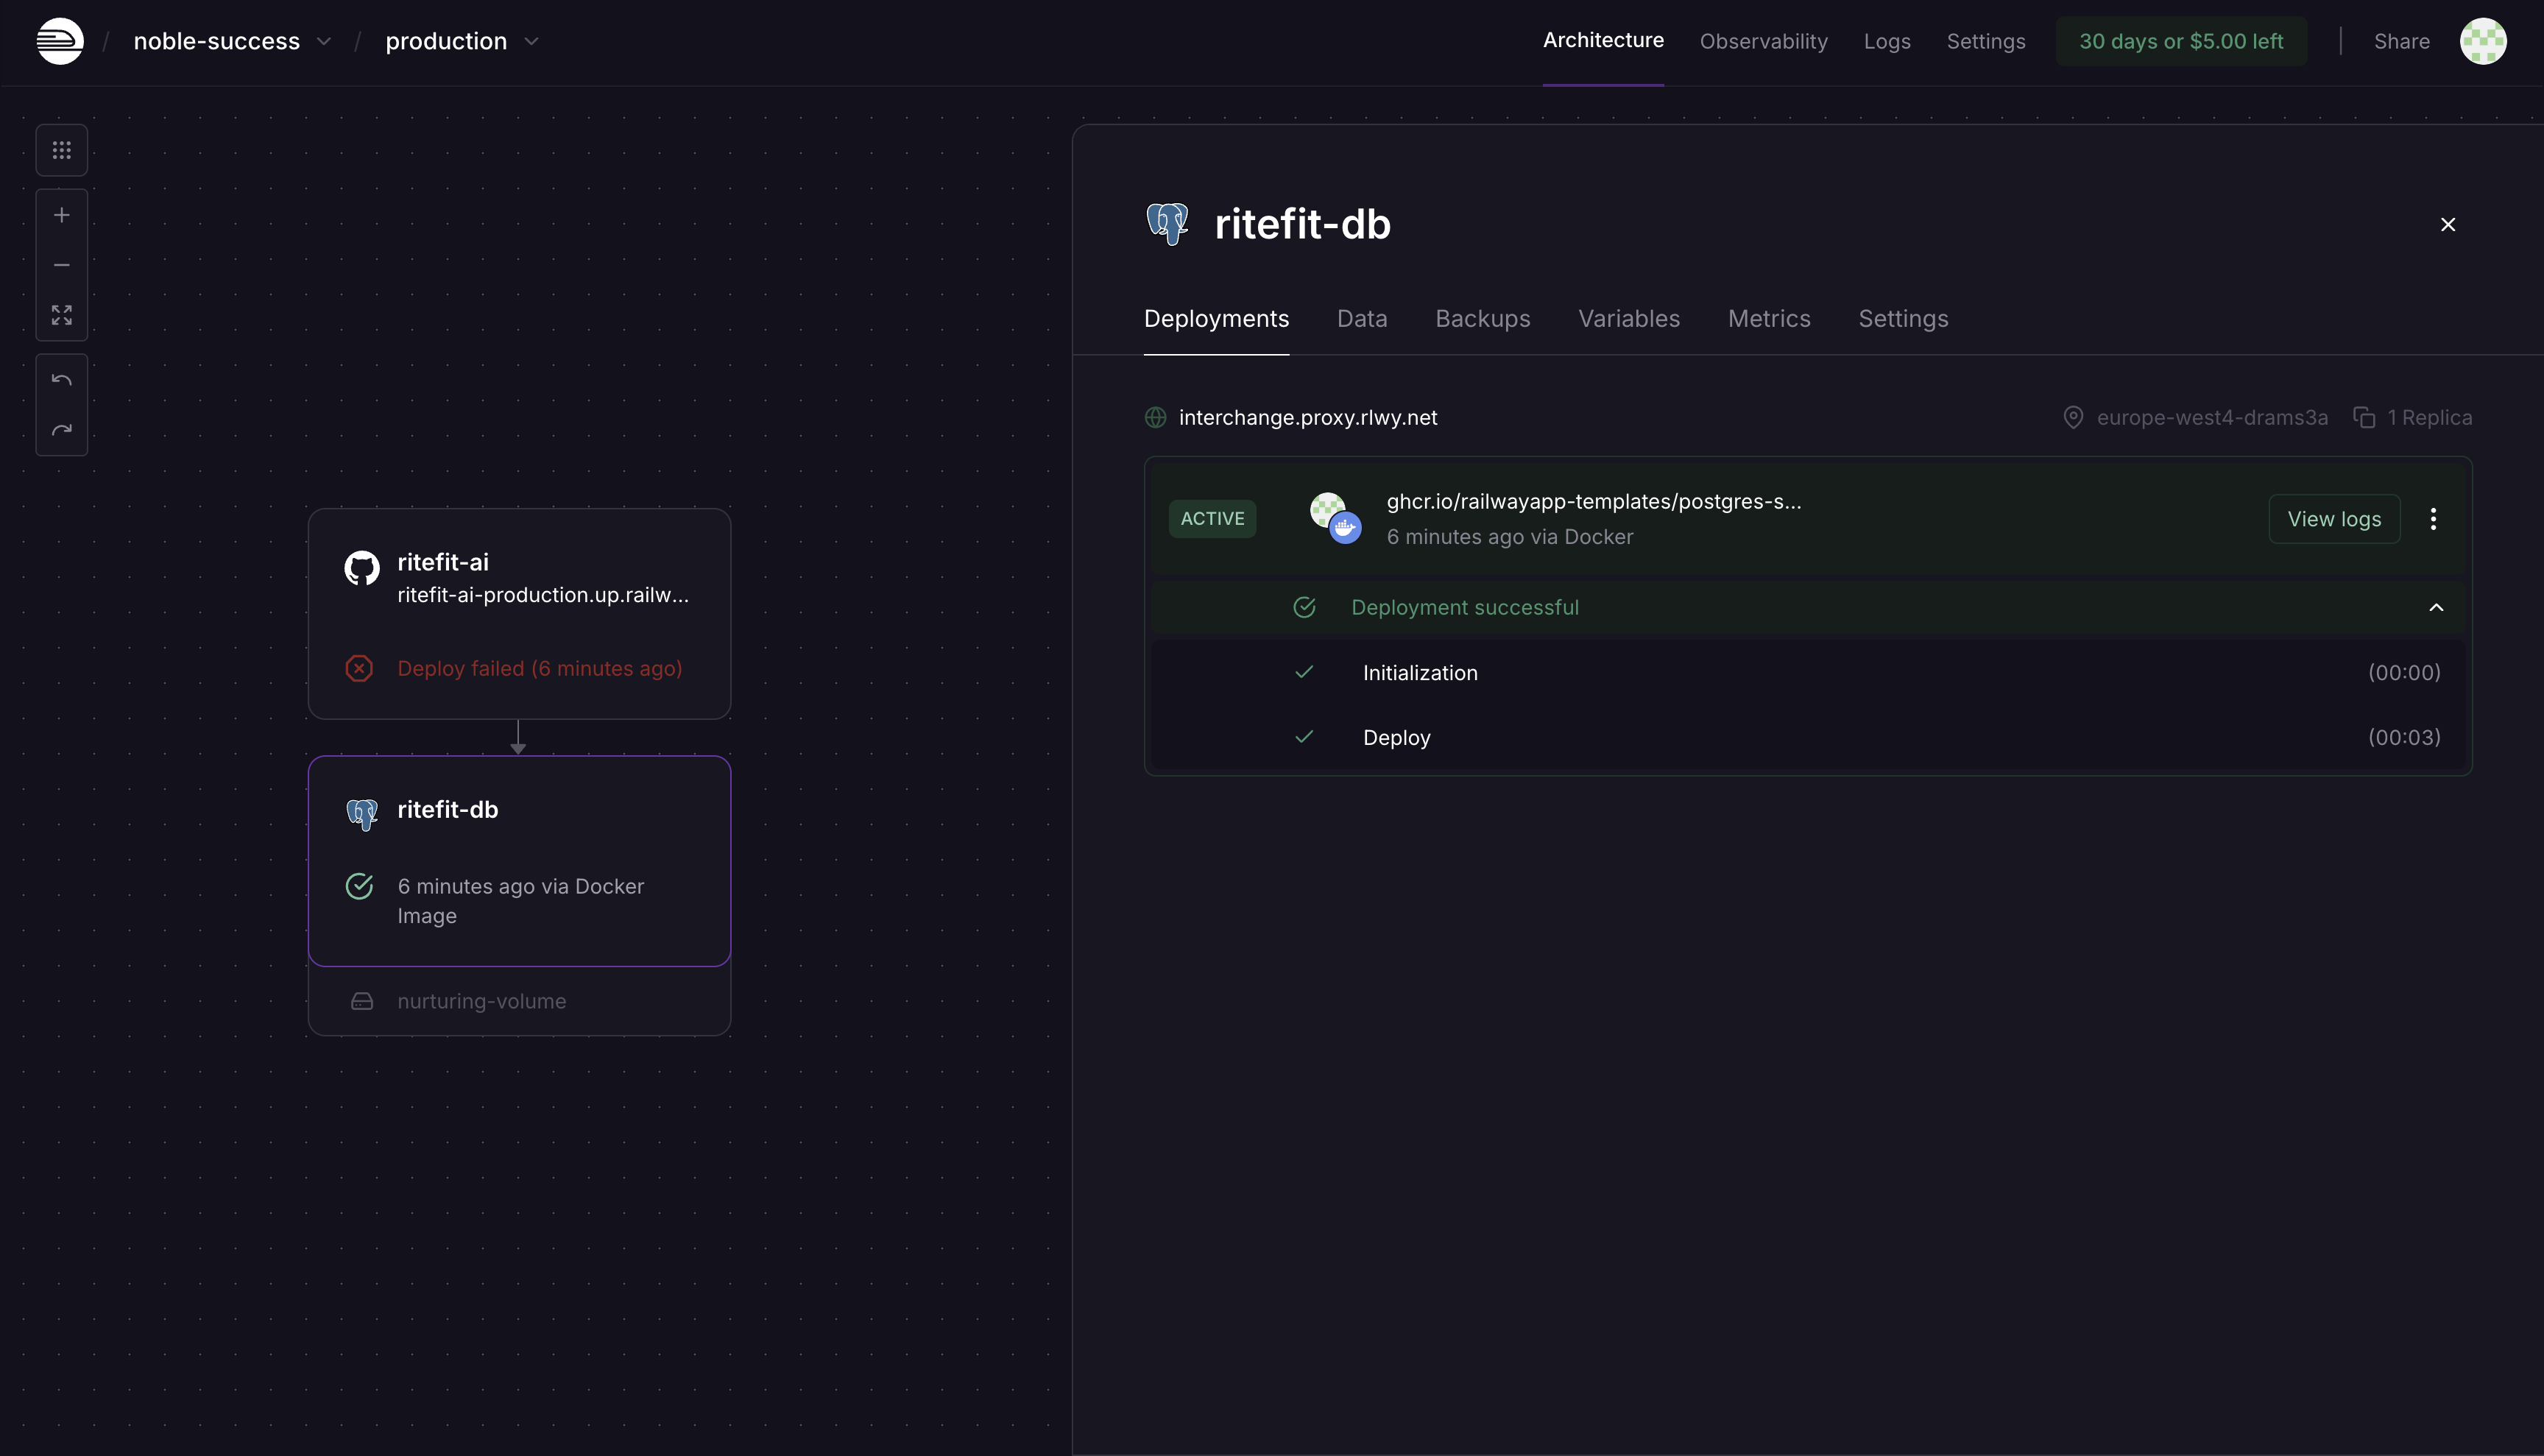 / noble-success / production
Architecture Observability Logs Settings 30 days or $5.00 left Share
ritefit-ai
ritefit-ai-production.up.railw...
Deploy failed (6 minutes ago)
ritefit-db
6 minutes ago via Docker
Image
nurturing-volume
ritefit-db
Deployments Data Backups Variables Metrics Settings
interchange.proxy.rlwy.net europe-west4-drams3a 1 Replica
ACTIVE
ghcr.io/railwayapp-templates/postgres-s...
6 minutes ago via Docker
View logs
Deployment successful
Initialization (00:00)
Deploy (00:03)